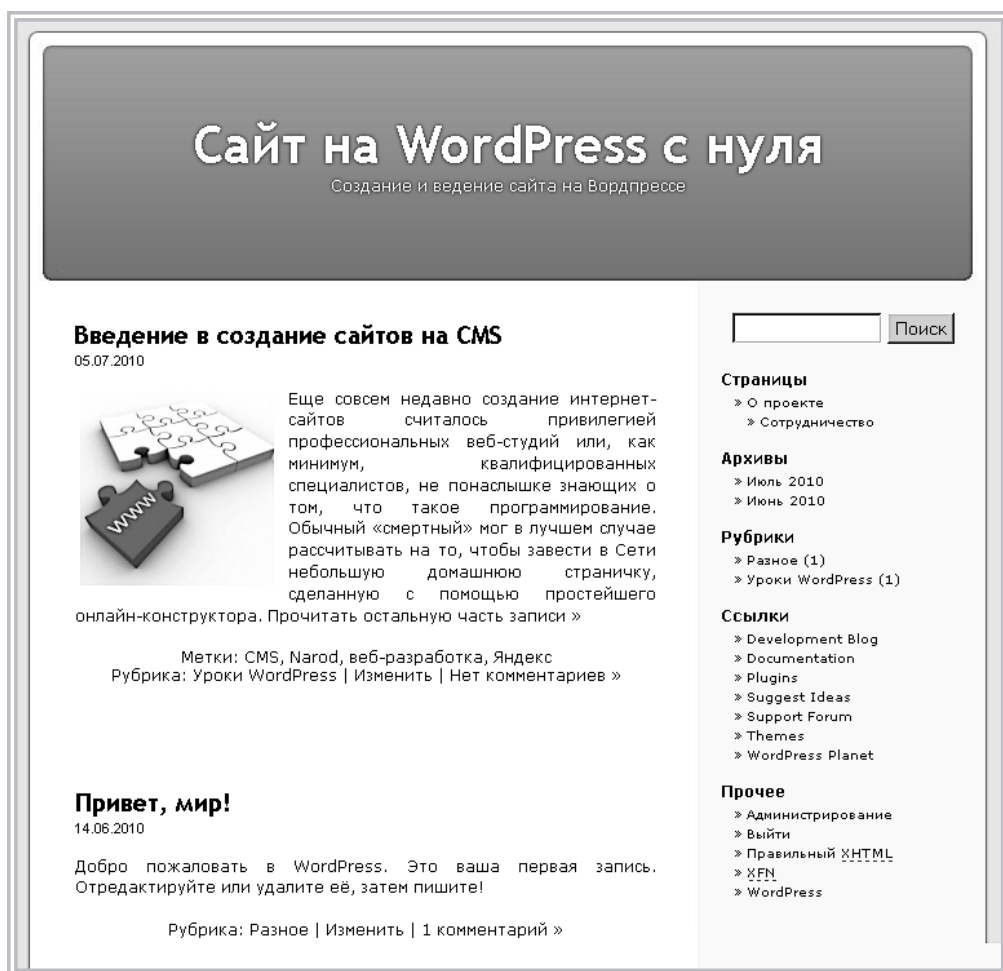 Сайт на WordPress с нуля
Создание и ведение сайта на Вордпрессе
Введение в создание сайтов на CMS
05.07.2010
Еще совсем недавно создание интернет-
сайтов считалось привилегией
профессиональных веб-студий или, как
минимум, квалифицированных
специалистов, не понаслышке знающих о
том, что такое программирование.
Обычный «смертный» мог в лучшем случае
рассчитывать на то, чтобы завести в Сети
небольшую домашнюю страничку,
сделанную с помощью простейшего
онлайн-конструктора. Прочитать остальную часть записи »
www
Метки: CMS, Narod, веб-разработка, Яндекс
Рубрика: Уроки WordPress | Изменить | Нет комментариев »
Привет, мир!
14.06.2010
Добро пожаловать в WordPress. Это ваша первая запись.
Отредактируйте или удалите её, затем пишите!
Рубрика: Разное | Изменить | 1 комментарий »
Поиск
Страницы
» О проекте
» Сотрудничество
Архивы
» Июль 2010
» Июнь 2010
Рубрики
» Разное (1)
» Уроки WordPress (1)
Ссылки
» Development Blog
» Documentation
» Plugins
» Suggest Ideas
» Support Forum
» Themes
» WordPress Planet
Прочее
» Администрирование
» Выйти
» Правильный XHTML
» XFN
» WordPress